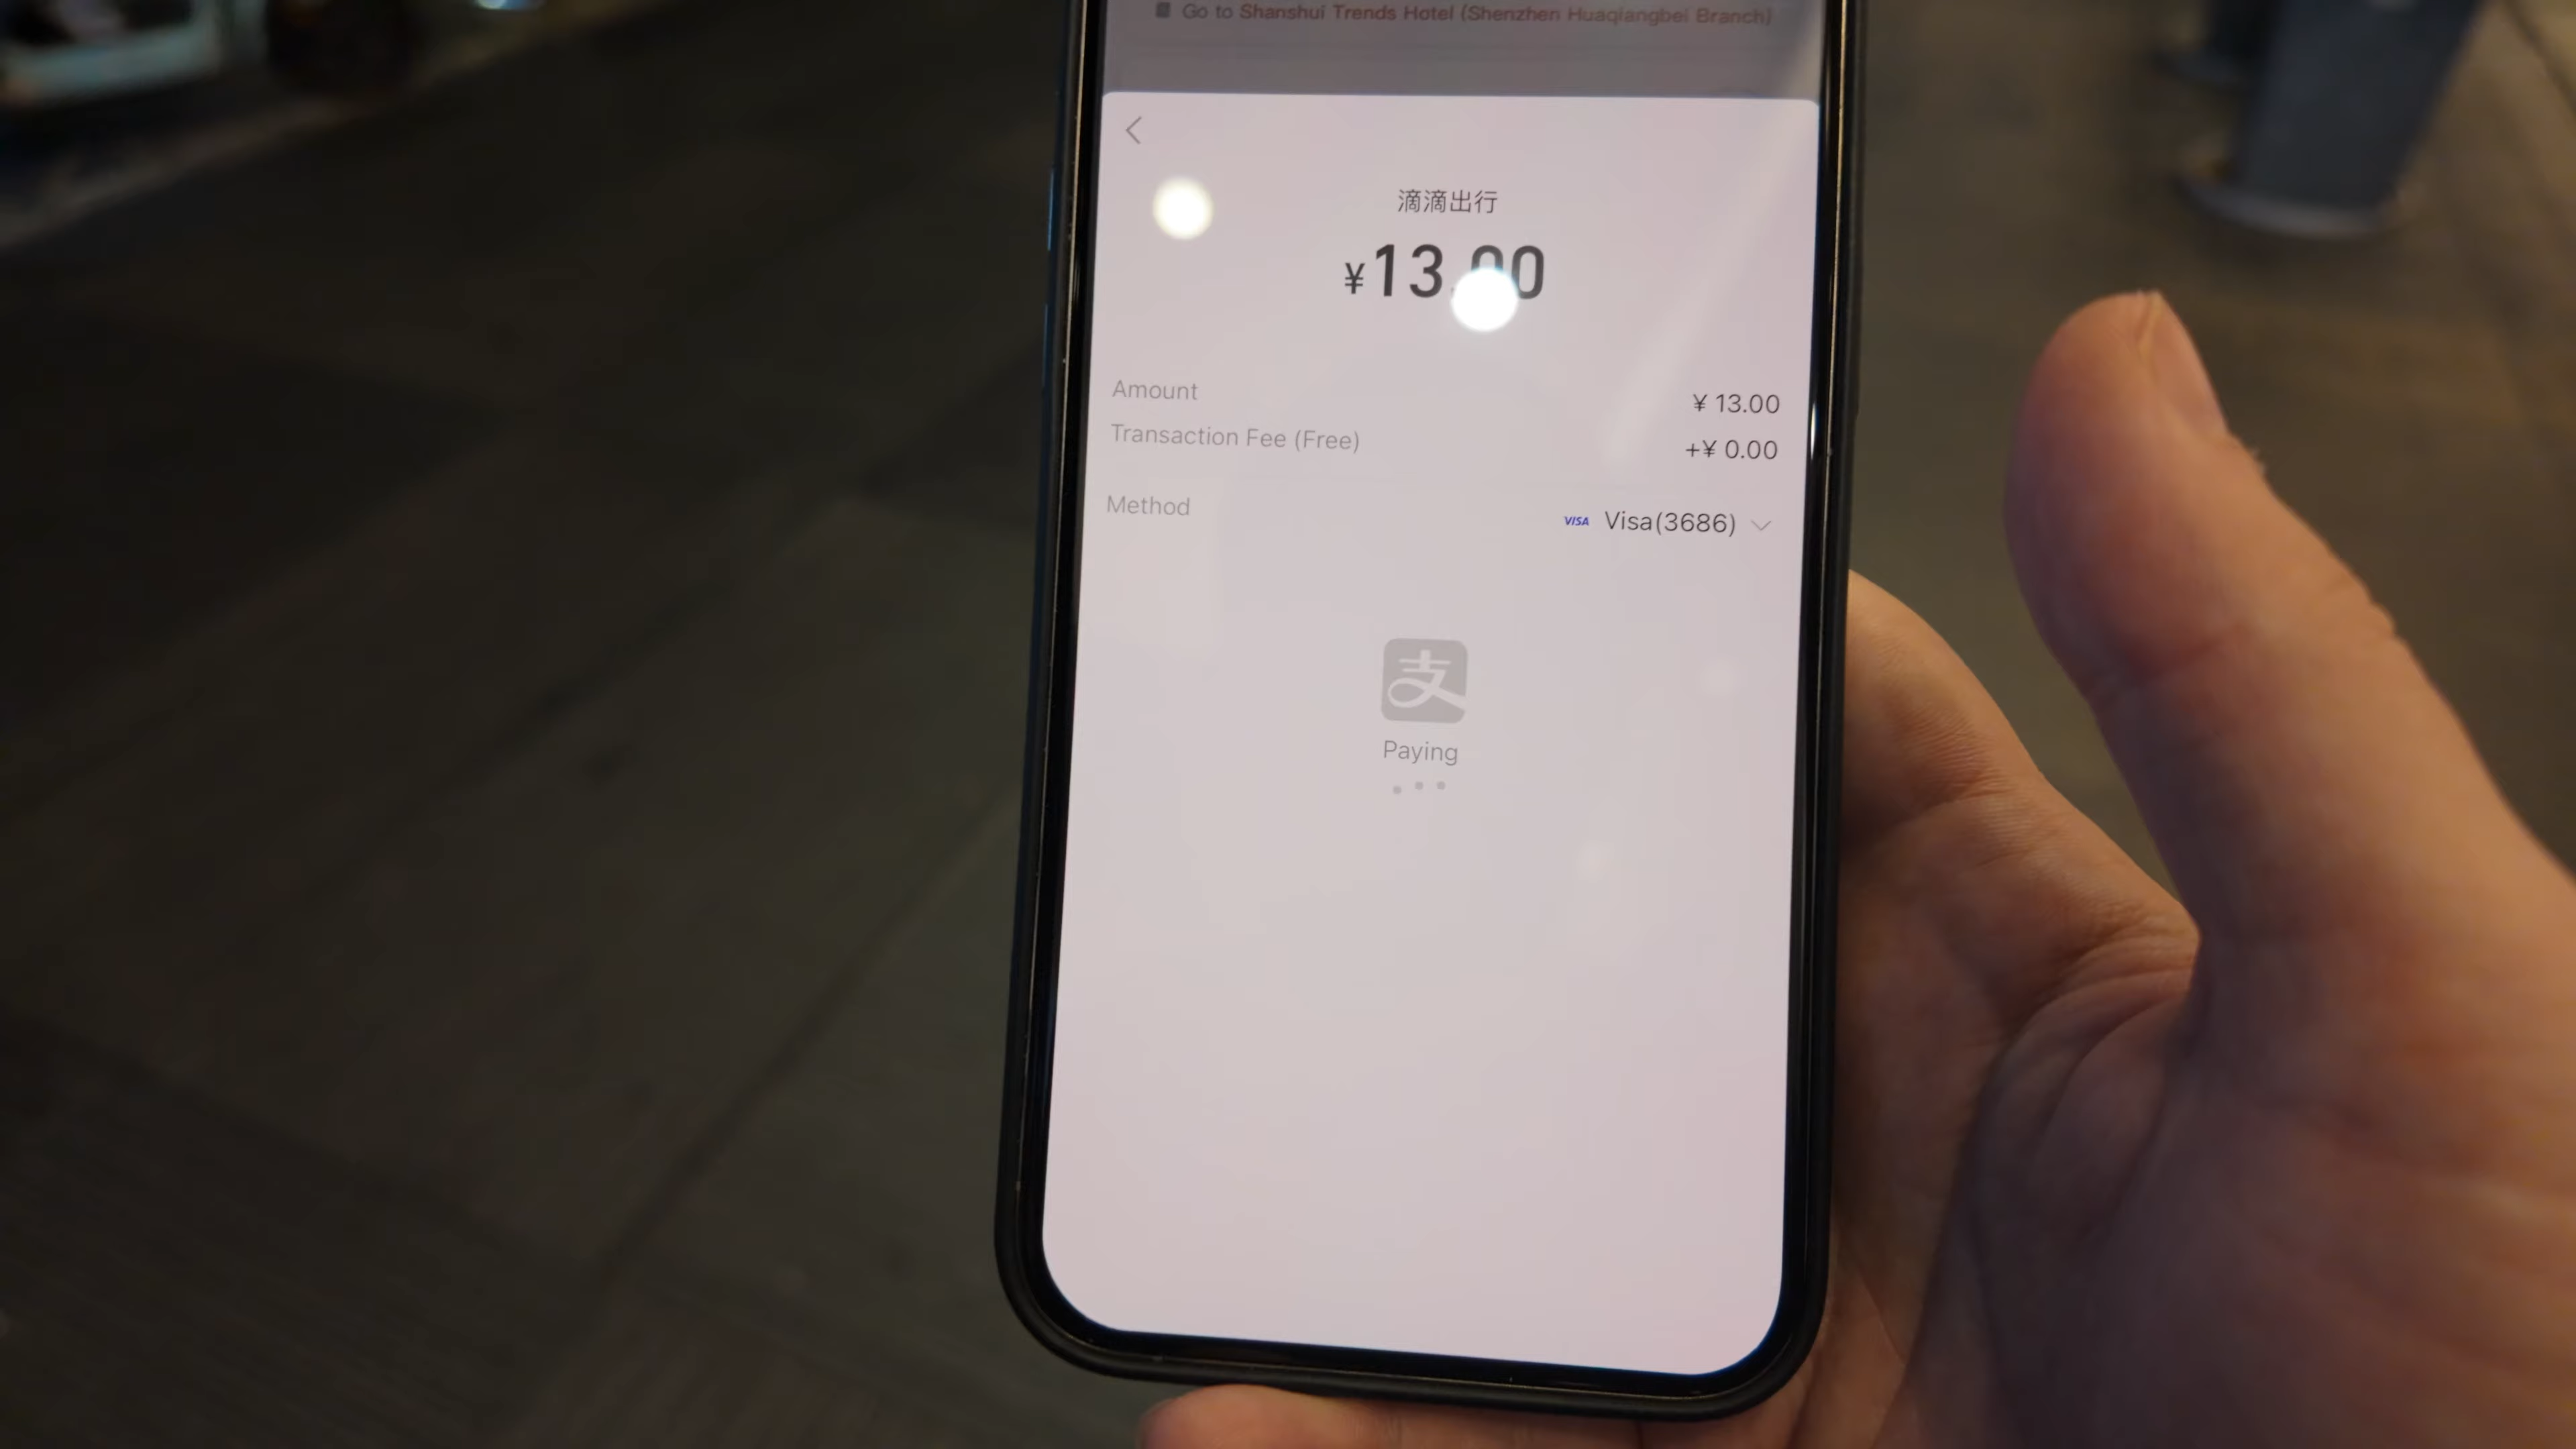 Go to Shanshui Trends Hotel (Shenzhen Huaqiangbei Branch)
滴滴出行
¥13.00
Amount ¥ 13.00
Transaction Fee (Free) +¥ 0.00
Method VISA Visa(3686)
支
Paying